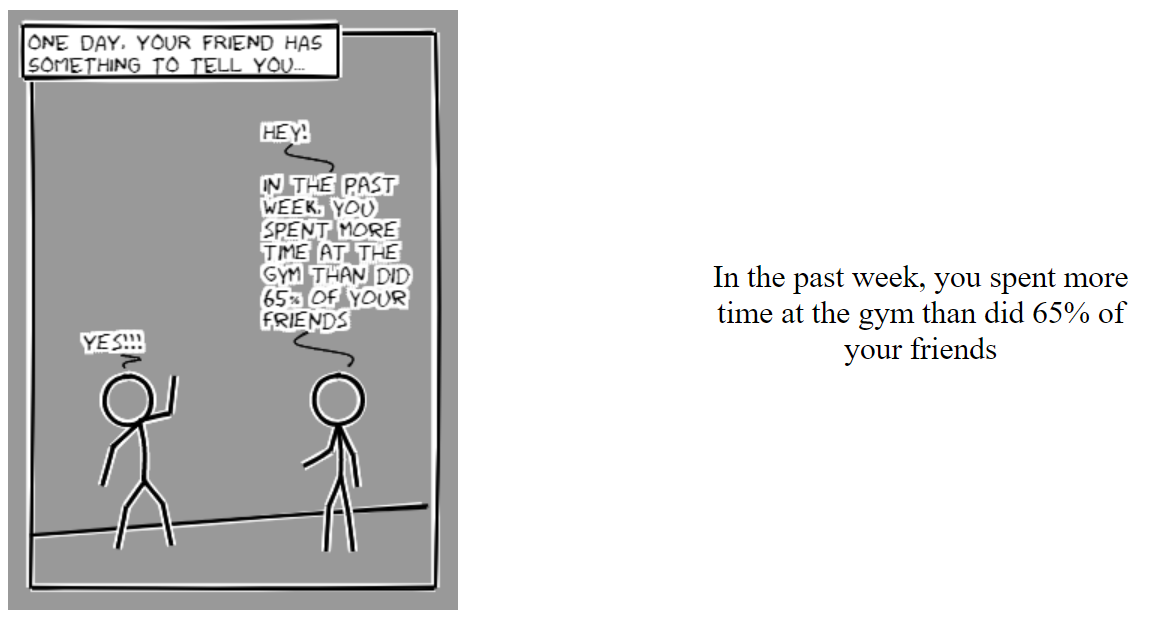 ONE DAY, YOUR FRIEND HAS
SOMETHING TO TELL YOU...
HEY!
IN THE PAST
WEEK, YOU
SPENT MORE
TIME AT THE
GYM THAN DID
65% OF YOUR
FRIENDS
YES!!!
In the past week, you spent more
time at the gym than did 65% of
your friends